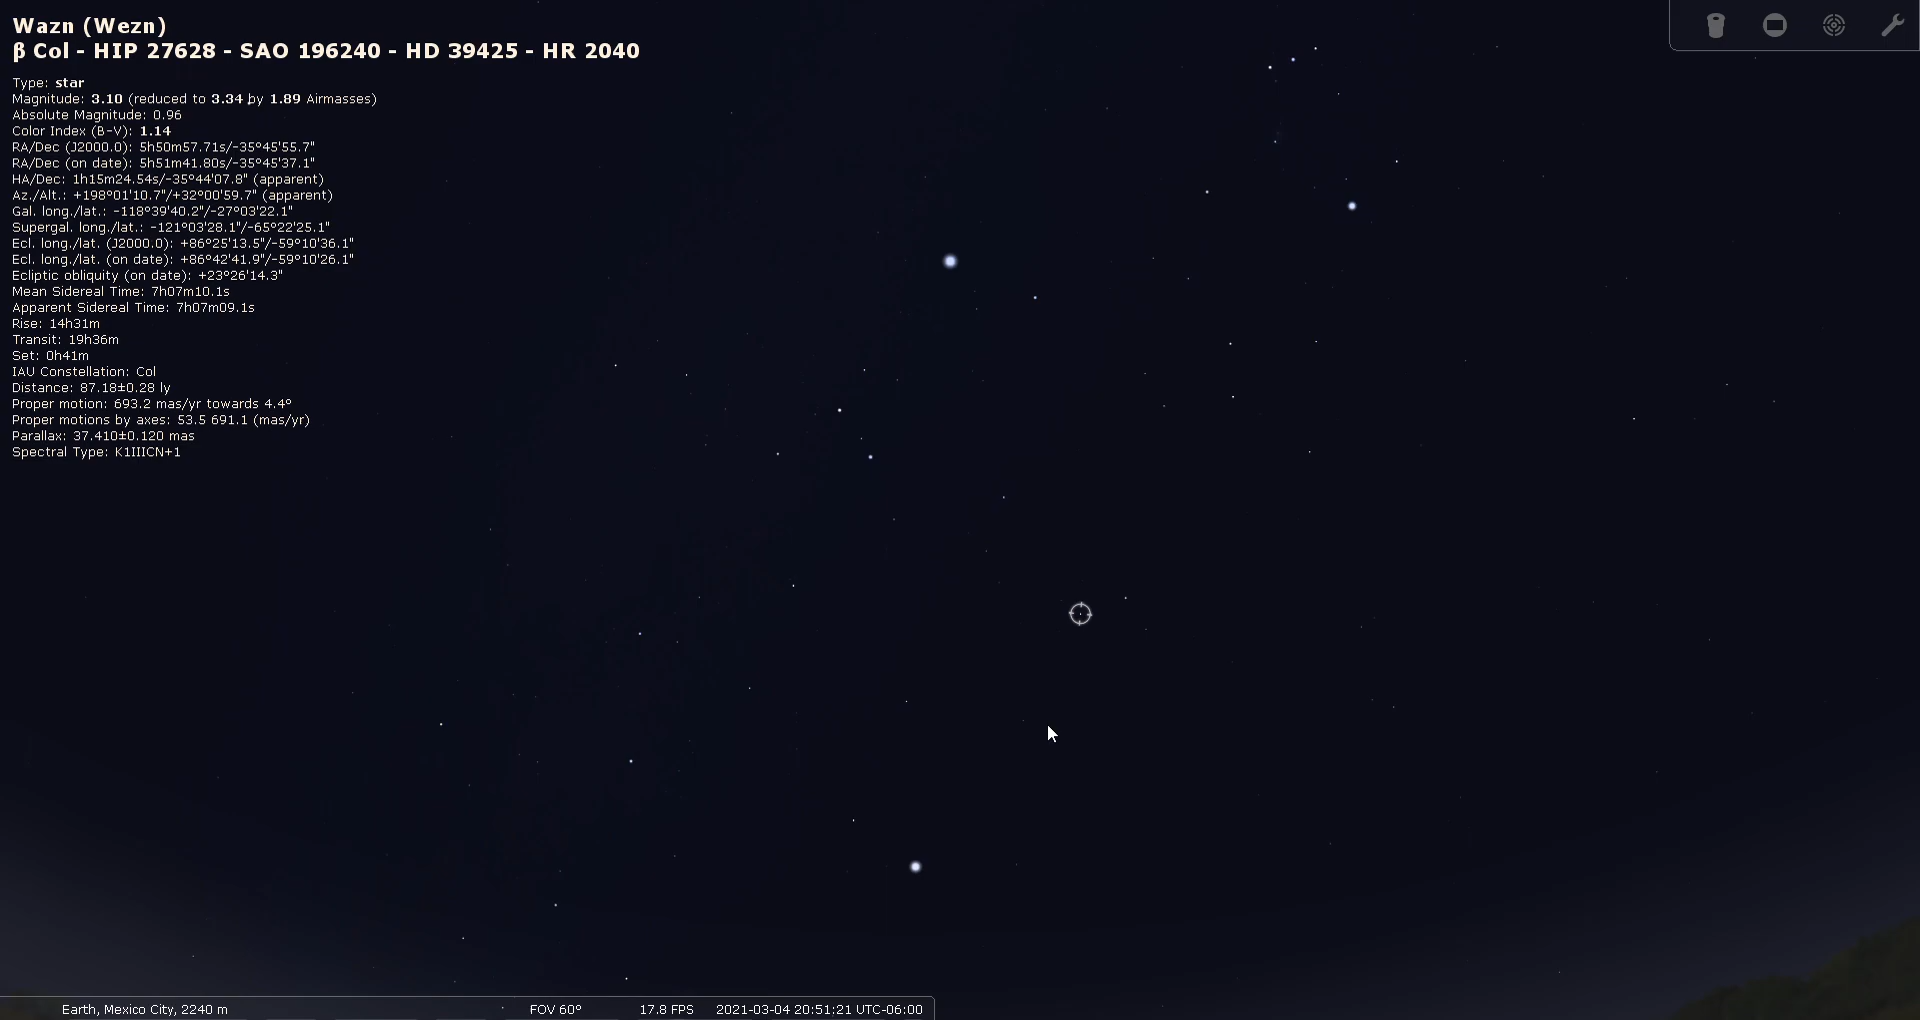 Wazn (Wezn)
β Col - HIP 27628 - SAO 196240 - HD 39425 - HR 2040
Type: star
Magnitude: 3.10 (reduced to 3.34 by 1.89 Airmasses)
Absolute Magnitude: 0.96
Color Index (B-V): 1.14
RA/Dec (J2000.0): 5h50m57.71s/-35°45'55.7"
RA/Dec (on date): 5h51m41.80s/-35°45'37.1"
HA/Dec: 1h15m24.54s/-35°44'07.8" (apparent)
Az./Alt.: +198°01'10.7"/+32°00'59.7" (apparent)
Gal. long./lat.: -118°39'40.2"/-27°03'22.1"
Supergal. long./lat.: -121°03'28.1"/-65°22'25.1"
Ecl. long./lat. (J2000.0): +86°25'13.5"/-59°10'36.1"
Ecl. long./lat. (on date): +86°42'41.9"/-59°10'26.1"
Ecliptic obliquity (on date): +23°26'14.3"
Mean Sidereal Time: 7h07m10.1s
Apparent Sidereal Time: 7h07m09.1s
Rise: 14h31m
Transit: 19h36m
Set: 0h41m
IAU Constellation: Col
Distance: 87.18±0.28 ly
Proper motion: 693.2 mas/yr towards 4.4°
Proper motions by axes: 53.5 691.1 (mas/yr)
Parallax: 37.410±0.120 mas
Spectral Type: K1IIICN+1
Earth, Mexico City, 2240 m FOV 60° 17.8 FPS 2021-03-04 20:51:21 UTC-06:00